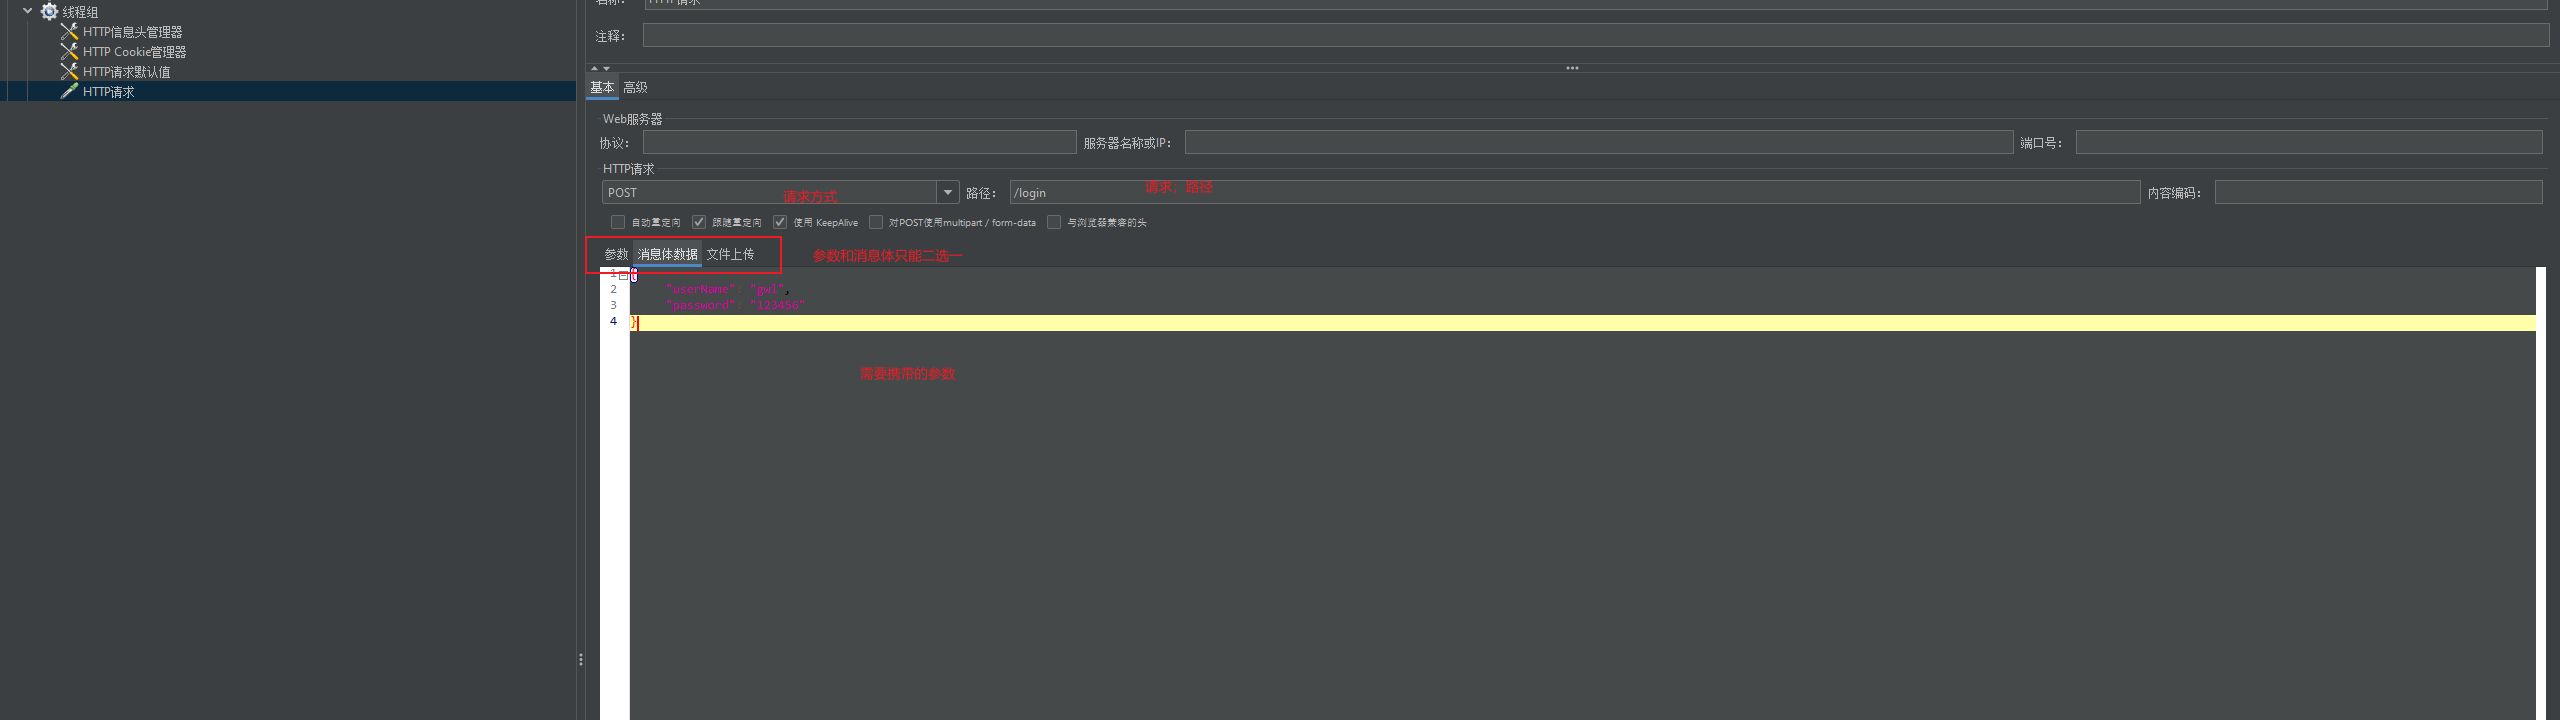 线程组
HTTP信息头管理器
HTTP Cookie管理器
HTTP请求默认值
HTTP请求
名称: HTTP请求
注释:
基本 高级
Web服务器
协议: 服务器名称或IP: 端口号:
HTTP请求
POST 请求方式 路径: /login 请求；路径 内容编码:
自动重定向 跟随重定向 使用 KeepAlive 对POST使用multipart / form-data 与浏览器兼容的头
参数 消息体数据 文件上传 参数和消息体只能二选一
1 {
2 "userName": "gwl",
3 "password": "123456"
4 }
需要携带的参数